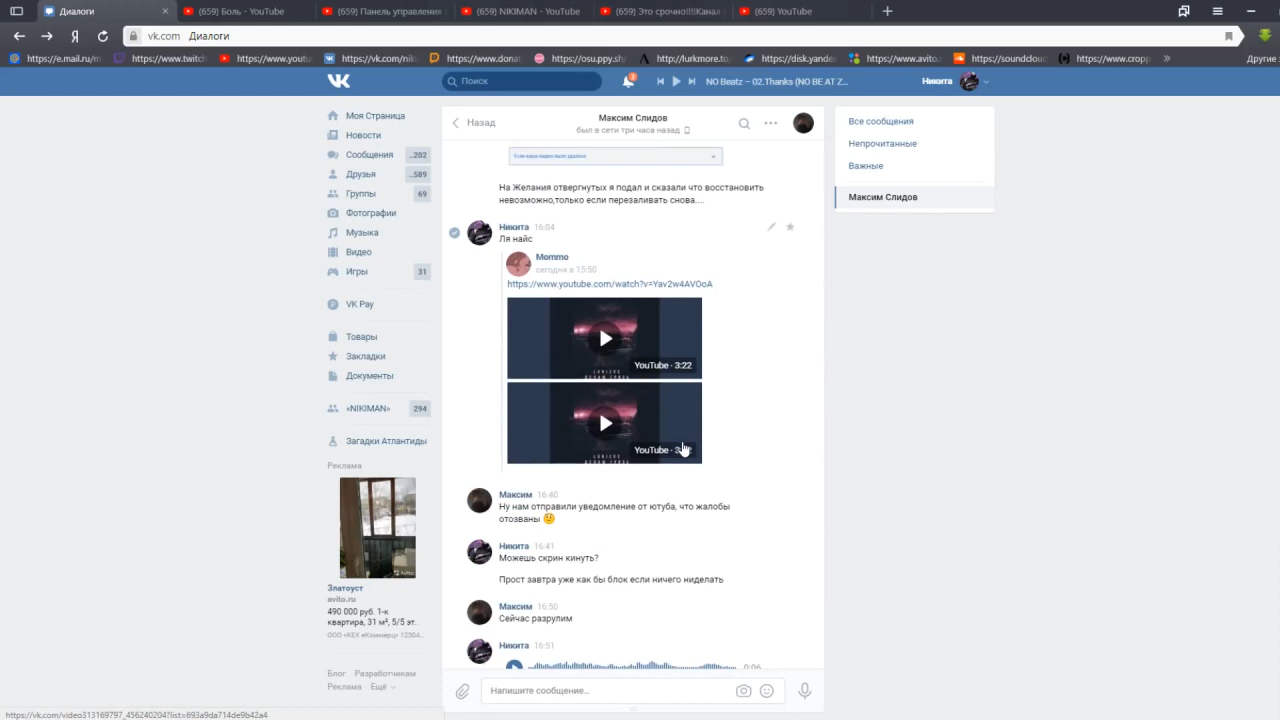 Диалоги
(659) Боль - YouTube
(659) Панель управления
(659) NIKIMAN - YouTube
(659) Это срочно!!!!Канал
(659) YouTube
vk.com Диалоги
https://e.mail.ru/m
https://www.twitch
https://www.youtu
https://vk.com/niki
https://www.donat
https://osu.ppy.sh/
http://lurkmore.to/
https://disk.yandex
https://www.avito.r
https://soundcloud
https://www.cropp
Другие
Поиск
3
NO Beatz – 02.Thanks (NO BE AT Z...
Никита
Моя Страница
Новости
Сообщения ..202
Друзья ..589
Группы 69
Фотографии
Музыка
Видео
Игры 31
VK Pay
Товары
Закладки
Документы
«NIKIMAN» 294
Загадки Атлантиды
Реклама
Avito
Златоуст
avito.ru
490 000 руб. 1-к
квартира, 31 м², 5/5 эт.
ООО «КЕХ еКоммерц» 12304...
Блог Разработчикам
Реклама Ещё
Назад
Максим Слидов
был в сети три часа назад
Если ваше видео было удалено
На Желания отвергнутых я подал и сказали что восстановить
невозможно,только если перезаливать снова....
Никита 16:04
Ля найс
Mommo
сегодня в 15:50
https://www.youtube.com/watch?v=Yav2w4AVOoA
YouTube · 3:22
YouTube ·
Максим 16:40
Ну нам отправили уведомление от ютуба, что жалобы
отозваны 🤔
Никита 16:41
Можешь скрин кинуть?
Прост завтра уже как бы блок если ничего ниделать
Максим 16:50
Сейчас разрулим
Никита 16:51
0:06
Напишите сообщение...
Все сообщения
Непрочитанные
Важные
Максим Слидов
https://vk.com/video313169797_456240204?list=693a9da714de9b42a4